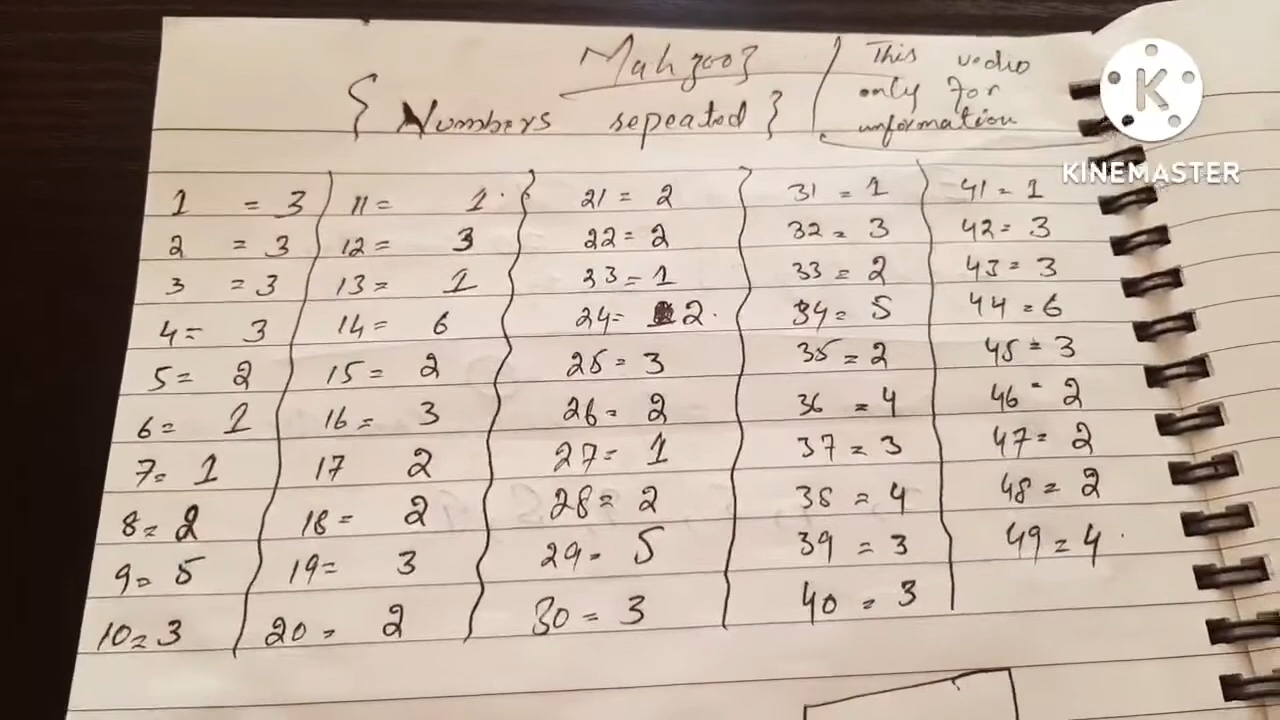 Mahzooz
{ Numbers repeated }
This vedio
only for
information
KINEMASTER
1 = 3 11 = 1 21 = 2 31 = 1 41 = 1
2 = 3 12 = 3 22 = 2 32 = 3 42 = 3
3 = 3 13 = 1 23 = 1 33 = 2 43 = 3
4 = 3 14 = 6 24 = 2 34 = 5 44 = 6
5 = 2 15 = 2 25 = 3 35 = 2 45 = 3
6 = 1 16 = 3 26 = 2 36 = 4 46 = 2
7 = 1 17 2 27 = 1 37 = 3 47 = 2
8 = 2 18 = 2 28 = 2 38 = 4 48 = 2
9 = 5 19 = 3 29 = 5 39 = 3 49 = 4
10 = 3 20 = 2 30 = 3 40 = 3